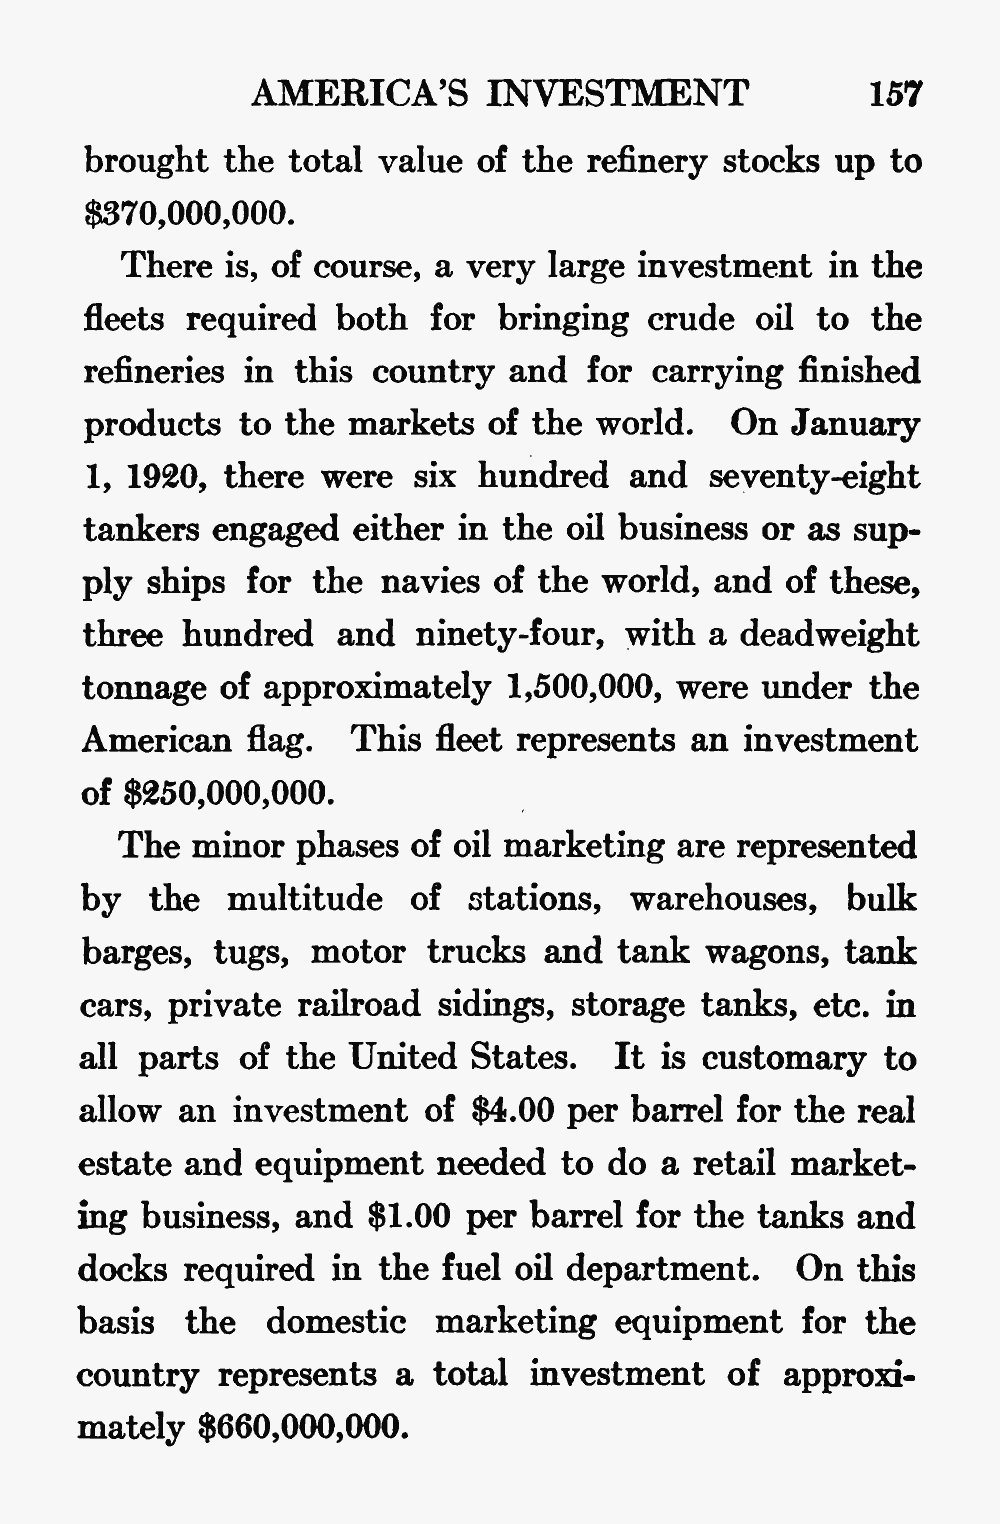 AMERICA'S INVESTMENT 157
brought the total value of the refinery stocks up to
$370,000,000.
There is, of course, a very large investment in the
fleets required both for bringing crude oil to the
refineries in this country and for carrying finished
products to the markets of the world. On January
1, 1920, there were six hundred and seventy-eight
tankers engaged either in the oil business or as sup-
ply ships for the navies of the world, and of these,
three hundred and ninety-four, with a deadweight
tonnage of approximately 1,500,000, were under the
American flag. This fleet represents an investment
of $250,000,000.
The minor phases of oil marketing are represented
by the multitude of stations, warehouses, bulk
barges, tugs, motor trucks and tank wagons, tank
cars, private railroad sidings, storage tanks, etc. in
all parts of the United States. It is customary to
allow an investment of $4.00 per barrel for the real
estate and equipment needed to do a retail market-
ing business, and $1.00 per barrel for the tanks and
docks required in the fuel oil department. On this
basis the domestic marketing equipment for the
country represents a total investment of approxi-
mately $660,000,000.